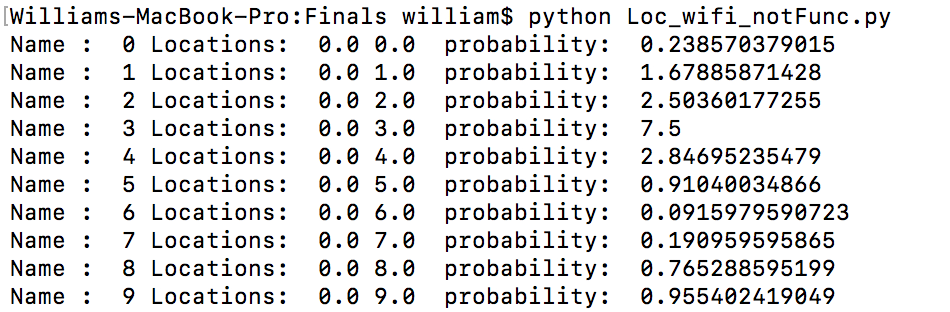 [Williams-MacBook-Pro:Finals william$ python Loc_wifi_notFunc.py
Name :  0 Locations:  0.0 0.0  probability:  0.238570379015
Name :  1 Locations:  0.0 1.0  probability:  1.67885871428
Name :  2 Locations:  0.0 2.0  probability:  2.50360177255
Name :  3 Locations:  0.0 3.0  probability:  7.5
Name :  4 Locations:  0.0 4.0  probability:  2.84695235479
Name :  5 Locations:  0.0 5.0  probability:  0.91040034866
Name :  6 Locations:  0.0 6.0  probability:  0.0915979590723
Name :  7 Locations:  0.0 7.0  probability:  0.190959595865
Name :  8 Locations:  0.0 8.0  probability:  0.765288595199
Name :  9 Locations:  0.0 9.0  probability:  0.955402419049